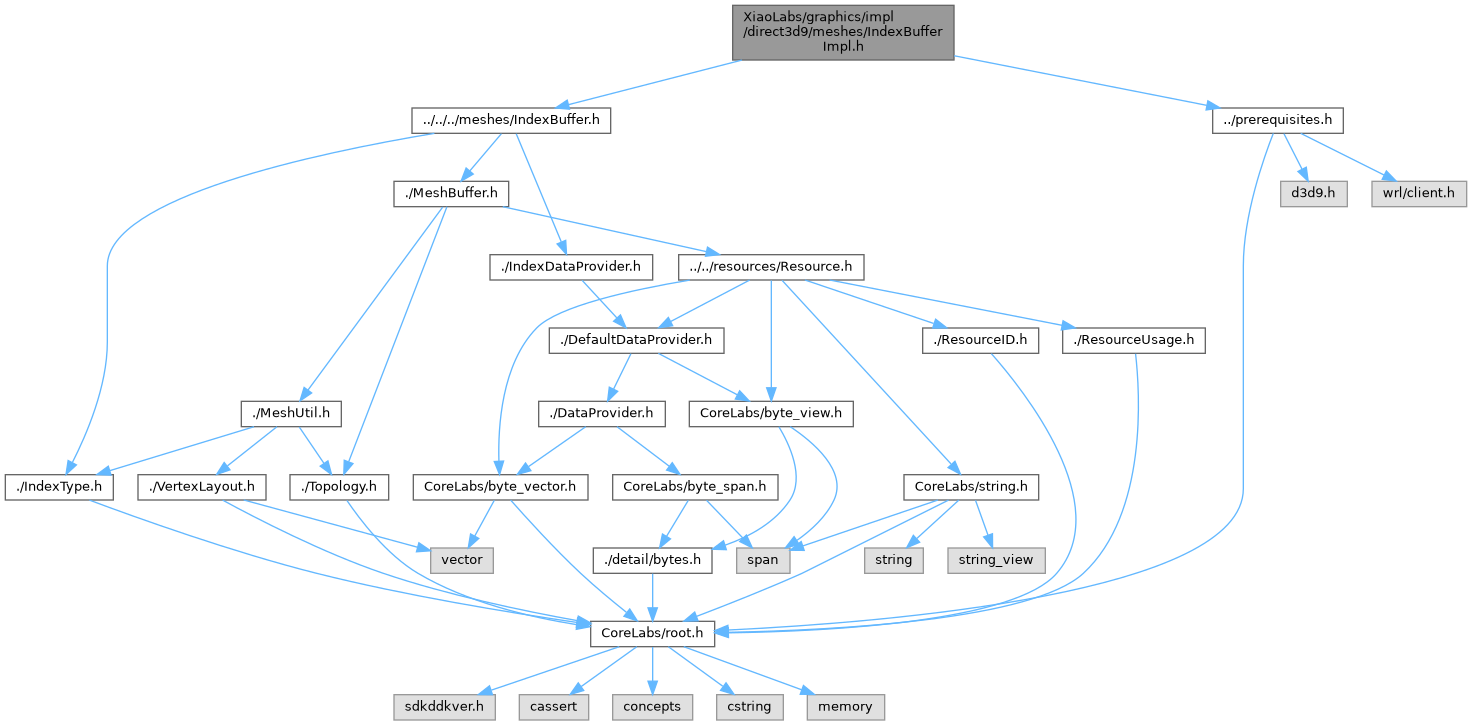 XiaoLabs/graphics/impl
/direct3d9/meshes/IndexBuffer
Impl.h
../../../meshes/IndexBuffer.h
../prerequisites.h
./MeshBuffer.h
d3d9.h
wrl/client.h
./IndexDataProvider.h
../../resources/Resource.h
./DefaultDataProvider.h
./ResourceID.h
./ResourceUsage.h
./MeshUtil.h
./DataProvider.h
CoreLabs/byte_view.h
./IndexType.h
./VertexLayout.h
./Topology.h
CoreLabs/byte_vector.h
CoreLabs/byte_span.h
CoreLabs/string.h
vector
./detail/bytes.h
span
string
string_view
CoreLabs/root.h
sdkddkver.h
cassert
concepts
cstring
memory